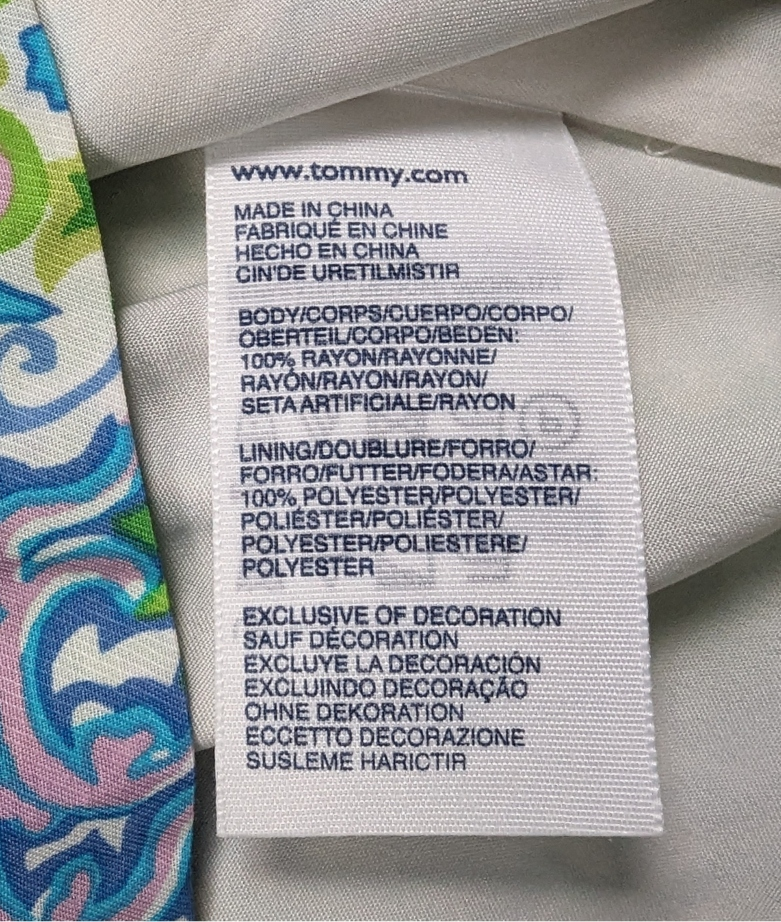 www.tommy.com
MADE IN CHINA
FABRIQUÉ EN CHINE
HECHO EN CHINA
CIN'DE URETILMISTIR
BODY/CORPS/CUERPO/CORPO/
OBERTEIL/CORPO/BEDEN:
100% RAYON/RAYONNE/
RAYÓN/RAYON/RAYON/
SETA ARTIFICIALE/RAYON
LINING/DOUBLURE/FORRO/
FORRO/FUTTER/FODERA/ASTAR:
100% POLYESTER/POLYESTER/
POLIÉSTER/POLIÉSTER/
POLYESTER/POLIESTERE/
POLYESTER
EXCLUSIVE OF DECORATION
SAUF DÉCORATION
EXCLUYE LA DECORACIÓN
EXCLUINDO DECORAÇÃO
OHNE DEKORATION
ECCETTO DECORAZIONE
SUSLEME HARICTIR